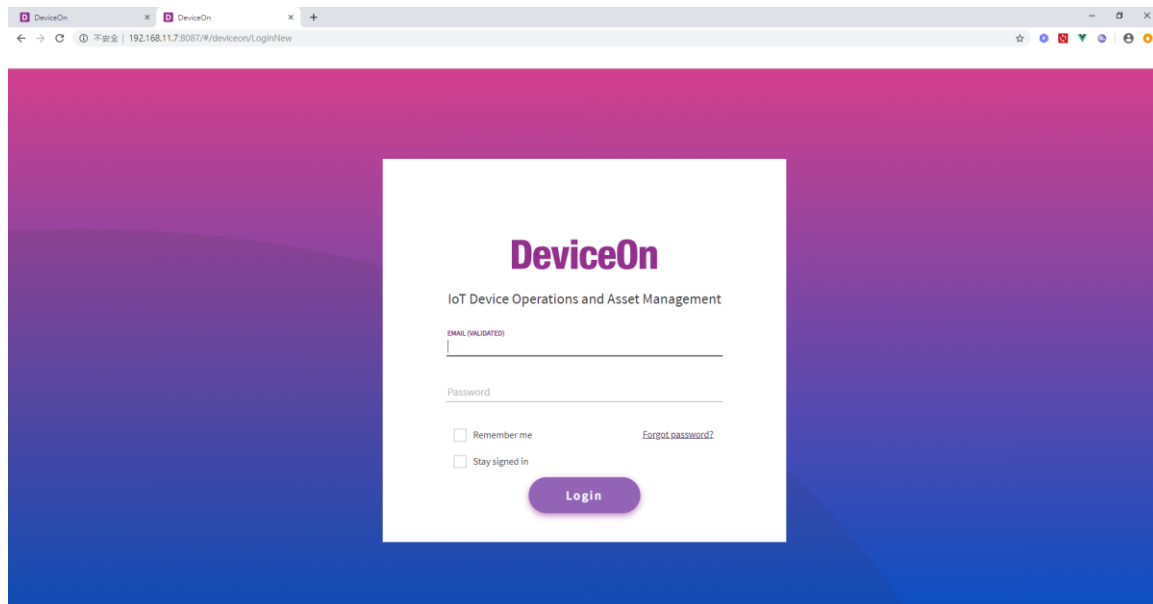 D DeviceOn × D DeviceOn × +
不安全 | 192.168.11.7:8087/#/deviceon/LoginNew
DeviceOn
IoT Device Operations and Asset Management
EMAIL (VALIDATED)
Password
Remember me Forgot password?
Stay signed in
Login